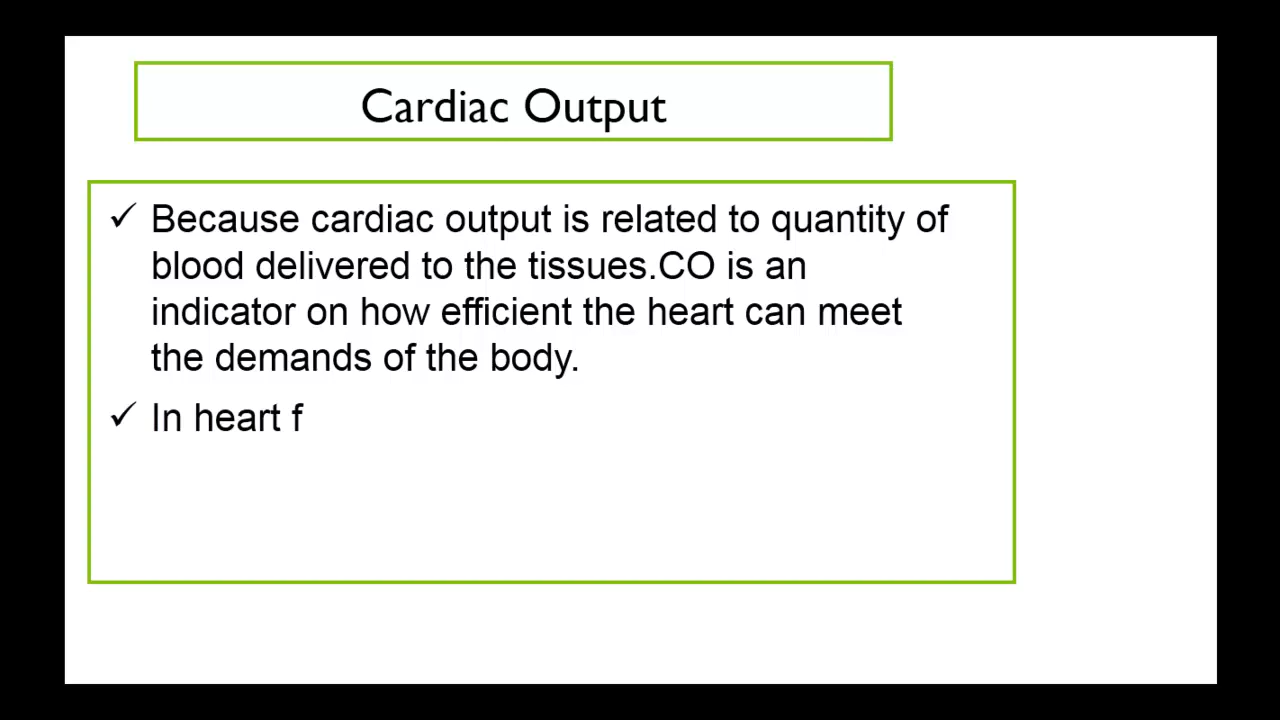 Cardiac Output
✓ Because cardiac output is related to quantity of
blood delivered to the tissues.CO is an
indicator on how efficient the heart can meet
the demands of the body.
✓ In heart f